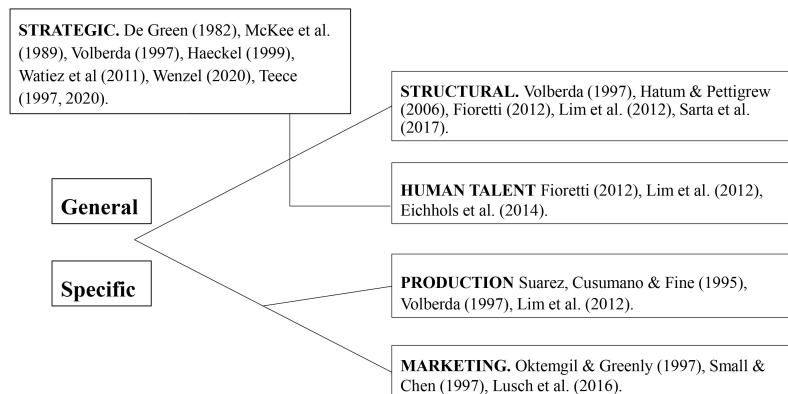 STRATEGIC. De Green (1982), McKee et al.
(1989), Volberda (1997), Haeckel (1999),
Watiez et al (2011), Wenzel (2020), Teece
(1997, 2020).
STRUCTURAL. Volberda (1997), Hatum & Pettigrew
(2006), Fioretti (2012), Lim et al. (2012), Sarta et al.
(2017).
General
HUMAN TALENT Fioretti (2012), Lim et al. (2012),
Eichhols et al. (2014).
Specific
PRODUCTION Suarez, Cusumano & Fine (1995),
Volberda (1997), Lim et al. (2012).
MARKETING. Oktemgil & Greenly (1997), Small &
Chen (1997), Lusch et al. (2016).